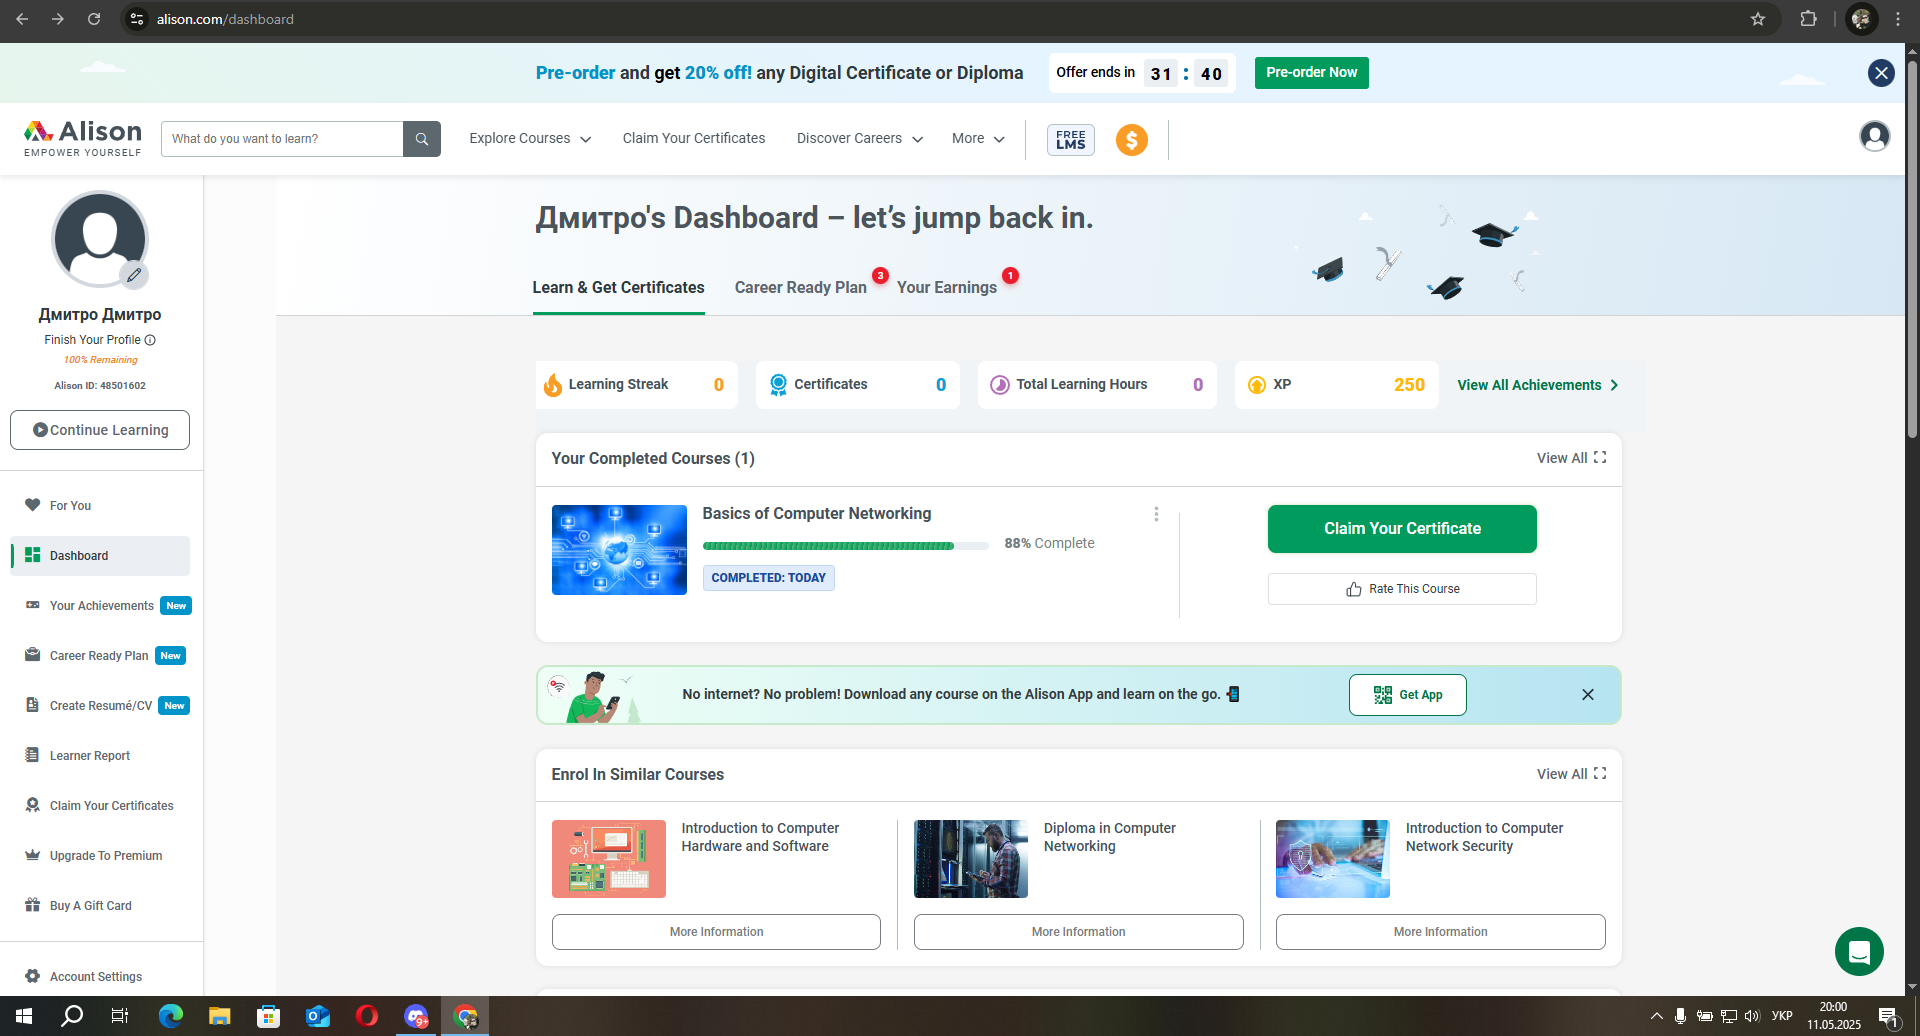 alison.com/dashboard
Pre-order and get 20% off! any Digital Certificate or Diploma
Offer ends in 31 : 40
Pre-order Now
Alison
EMPOWER YOURSELF
What do you want to learn?
Explore Courses
Claim Your Certificates
Discover Careers
More
FREE
LMS
$
Дмитро Дмитро
Finish Your Profile
100% Remaining
Alison ID: 48501602
Continue Learning
For You
Dashboard
Your Achievements New
Career Ready Plan New
Create Resumé/CV New
Learner Report
Claim Your Certificates
Upgrade To Premium
Buy A Gift Card
Account Settings
Дмитро's Dashboard – let’s jump back in.
Learn & Get Certificates
Career Ready Plan 3
Your Earnings 1
Learning Streak 0
Certificates 0
Total Learning Hours 0
XP 250
View All Achievements
Your Completed Courses (1)
View All
Basics of Computer Networking
88% Complete
COMPLETED: TODAY
Claim Your Certificate
Rate This Course
No internet? No problem! Download any course on the Alison App and learn on the go.
Get App
Enrol In Similar Courses
View All
Introduction to Computer
Hardware and Software
More Information
Diploma in Computer
Networking
More Information
Introduction to Computer
Network Security
More Information
9+
УКР
20:00
11.05.2025
1